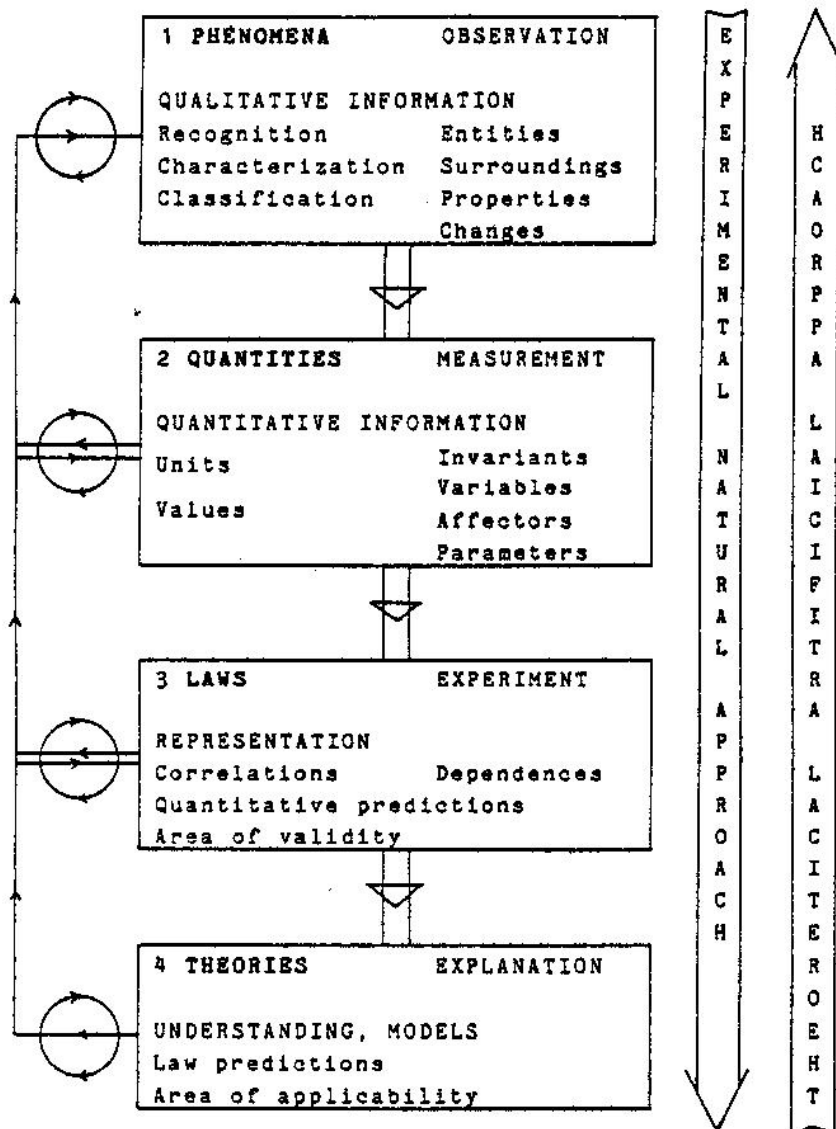 1 PHENOMENA OBSERVATION
QUALITATIVE INFORMATION
Recognition Entities
Characterization Surroundings
Classification Properties
Changes
2 QUANTITIES MEASUREMENT
QUANTITATIVE INFORMATION
Units Invariants
Variables
Values Affectors
Parameters
3 LAWS EXPERIMENT
REPRESENTATION
Correlations Dependences
Quantitative predictions
Area of validity
4 THEORIES EXPLANATION
UNDERSTANDING, MODELS
Law predictions
Area of applicability
EXPERIMENTAL NATURAL APPROACH
THEORETICAL ARTIFICIAL APPROACH